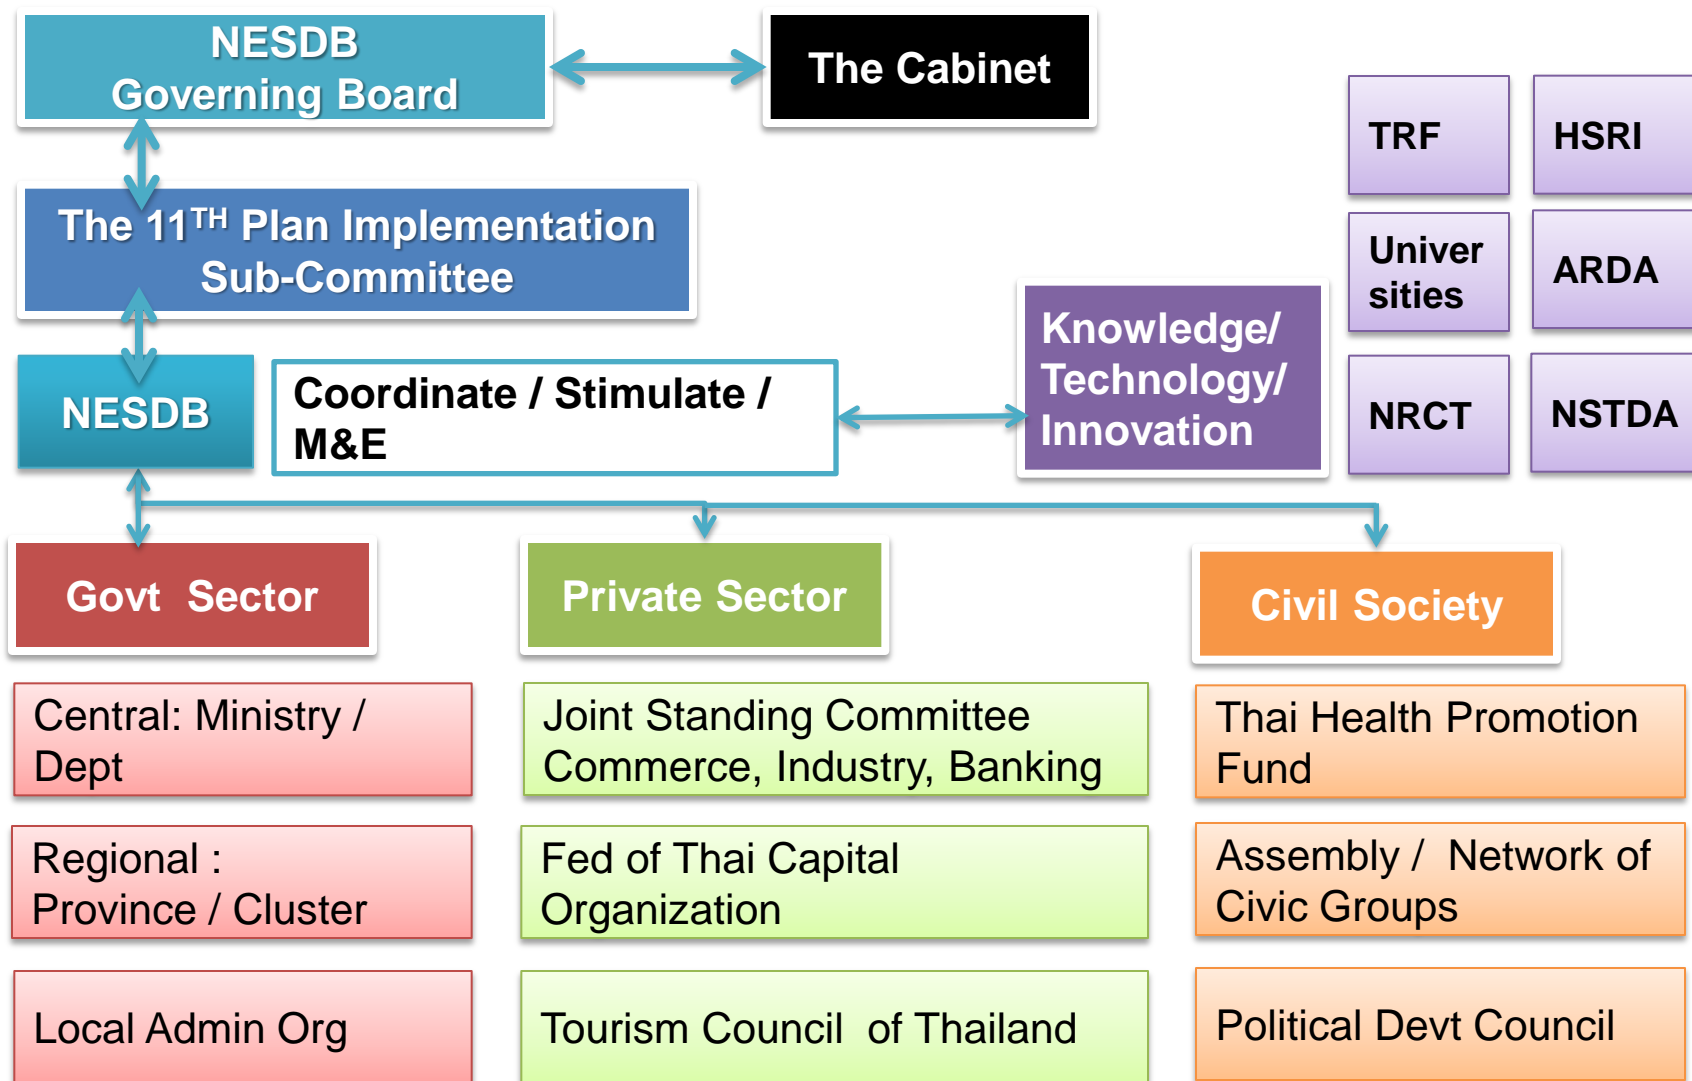 NESDB
Governing Board
The Cabinet
The 11TH Plan Implementation
Sub-Committee
NESDB
Coordinate / Stimulate /
M&E
Knowledge/
Technology/
Innovation
TRF
HSRI
Univer
sities
ARDA
NRCT
NSTDA
Govt Sector
Central: Ministry /
Dept
Regional :
Province / Cluster
Local Admin Org
Private Sector
Joint Standing Committee
Commerce, Industry, Banking
Fed of Thai Capital
Organization
Tourism Council of Thailand
Civil Society
Thai Health Promotion
Fund
Assembly / Network of
Civic Groups
Political Devt Council